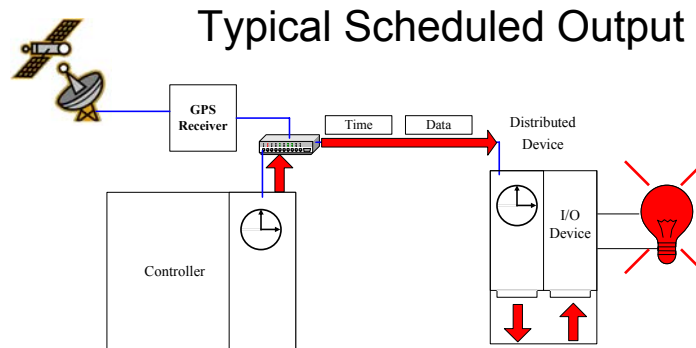 Typical Scheduled Output
GPS
Receiver
Time
Data
Distributed
Device
Controller
I/O
Device